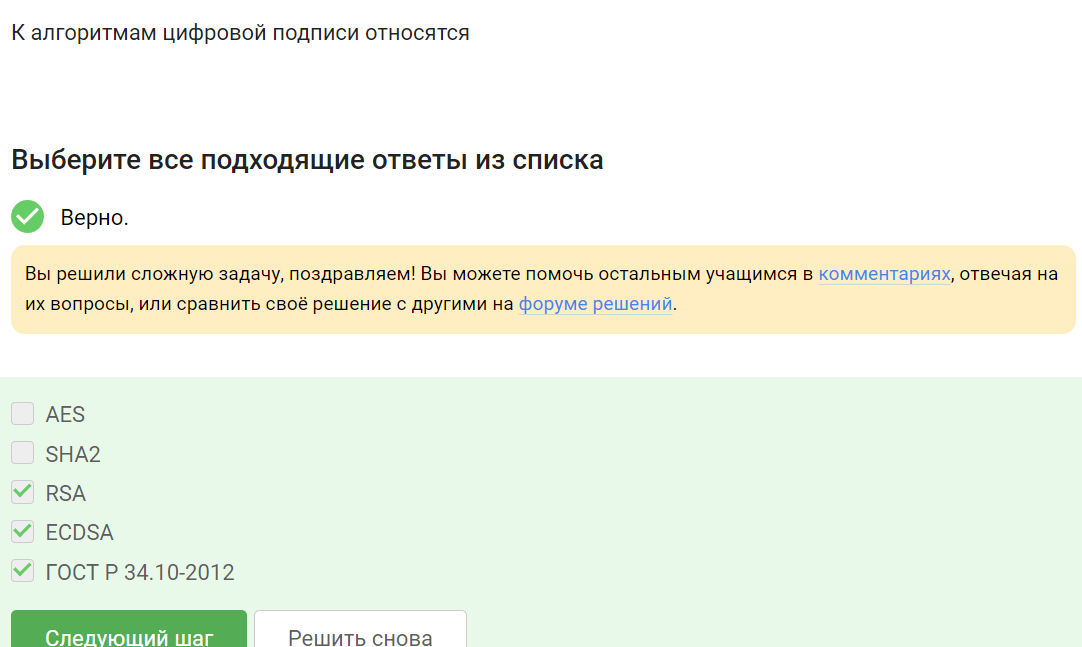 К алгоритмам цифровой подписи относятся
Выберите все подходящие ответы из списка
Верно.
Вы решили сложную задачу, поздравляем! Вы можете помочь остальным учащимся в комментариях, отвечая на
их вопросы, или сравнить своё решение с другими на форуме решений.
AES
SHA2
RSA
ECDSA
ГОСТ Р 34.10-2012
Следующий шаг
Решить снова